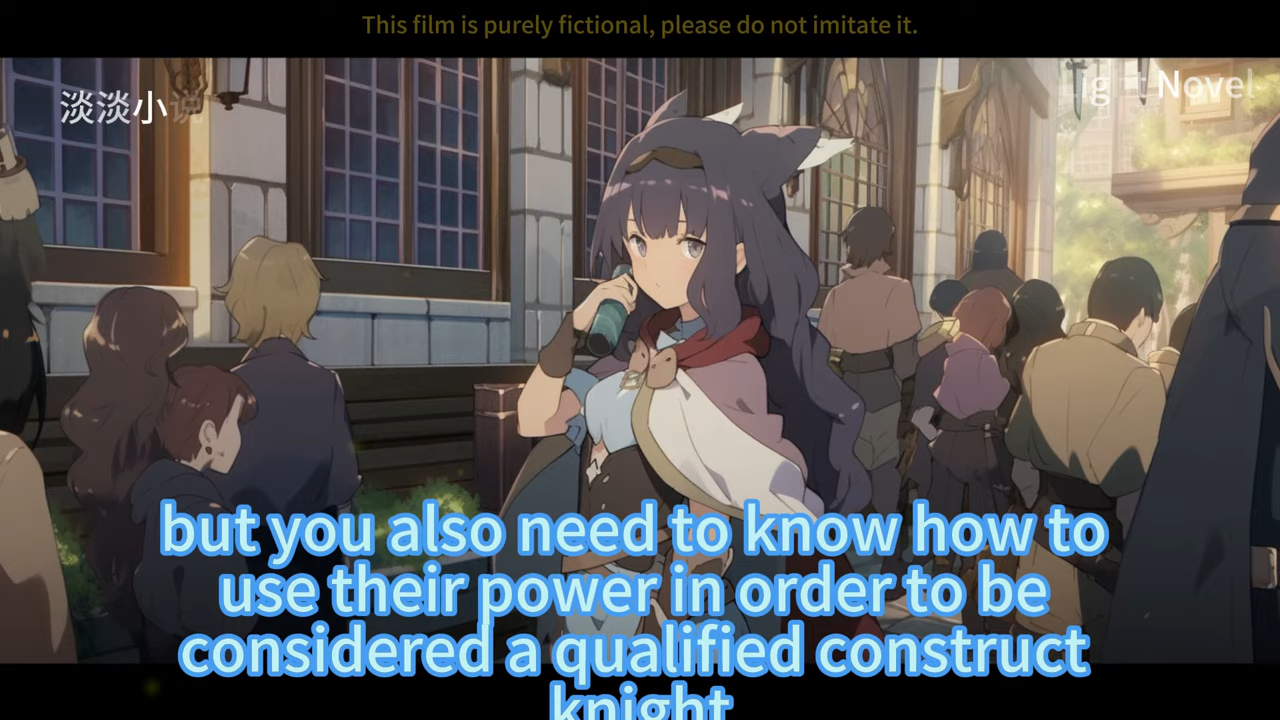 This film is purely fictional, please do not imitate it.
淡淡小说
Light Novel
but you also need to know how to
use their power in order to be
considered a qualified construct
knight